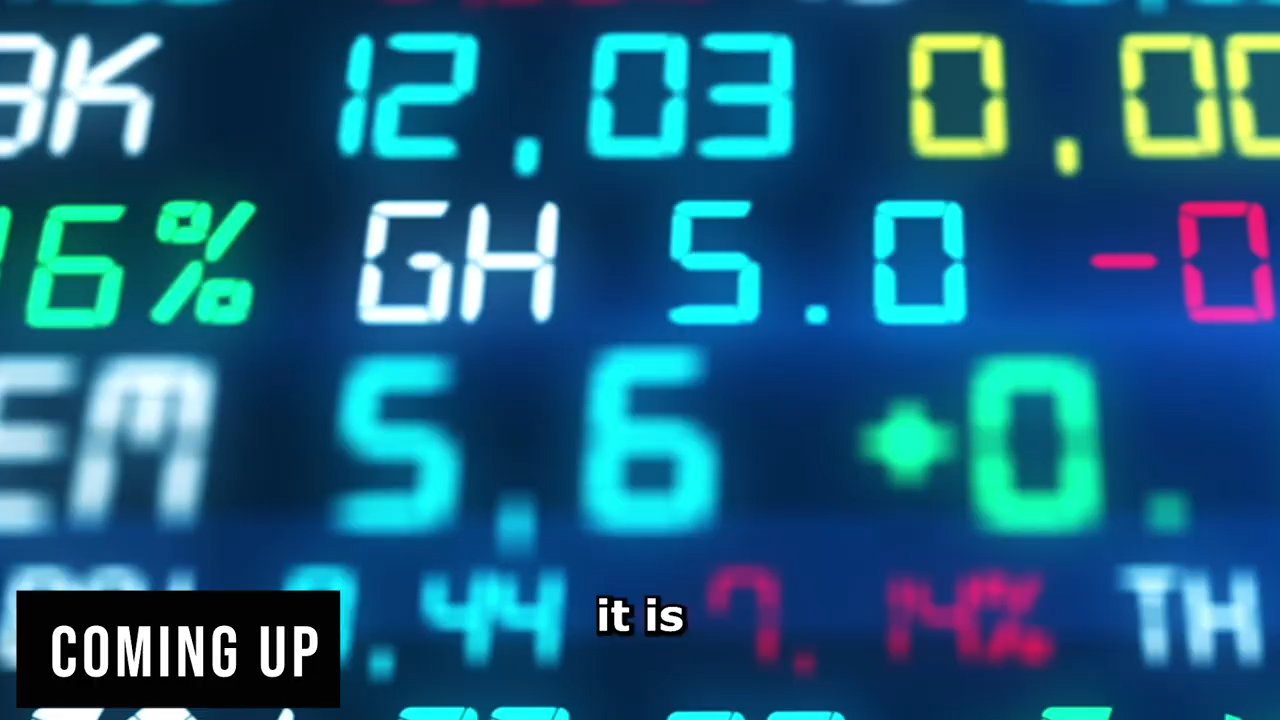 12,03 0,00
16% GH 5.0 -0
EM 5,6 +0.
,44 7,14% TH
it is
COMING UP